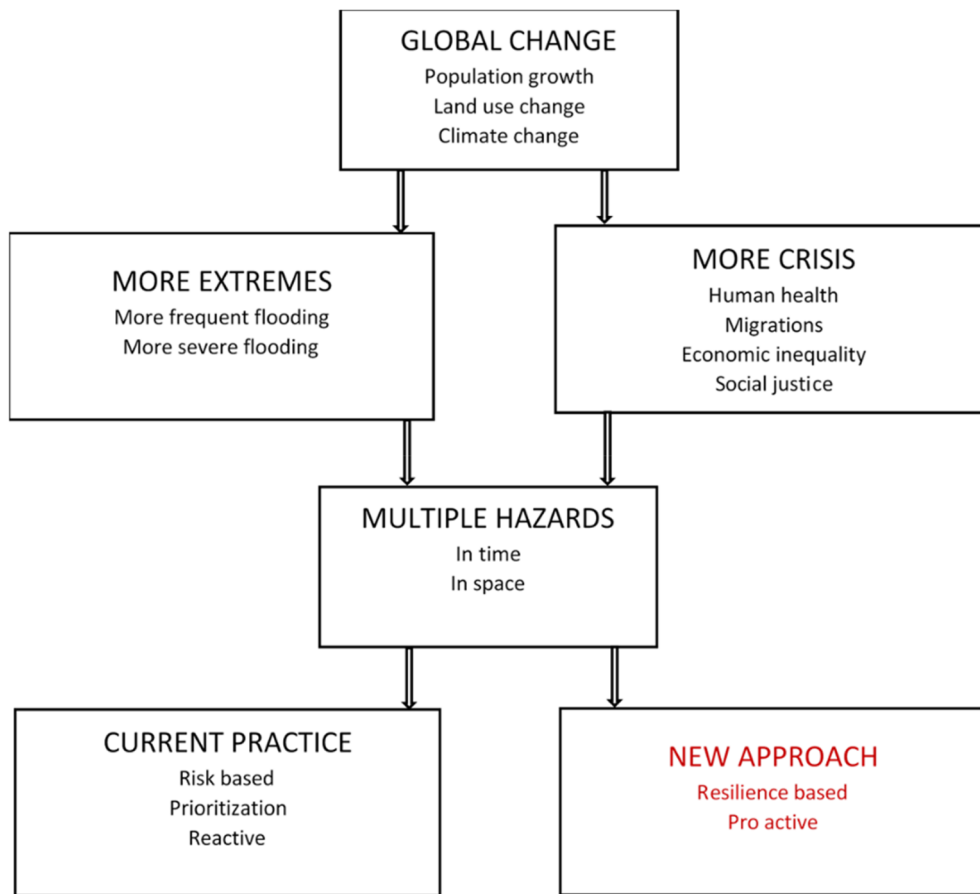 GLOBAL CHANGE
Population growth
Land use change
Climate change
MORE EXTREMES
More frequent flooding
More severe flooding
MORE CRISIS
Human health
Migrations
Economic inequality
Social justice
MULTIPLE HAZARDS
In time
In space
CURRENT PRACTICE
Risk based
Prioritization
Reactive
NEW APPROACH
Resilience based
Pro active